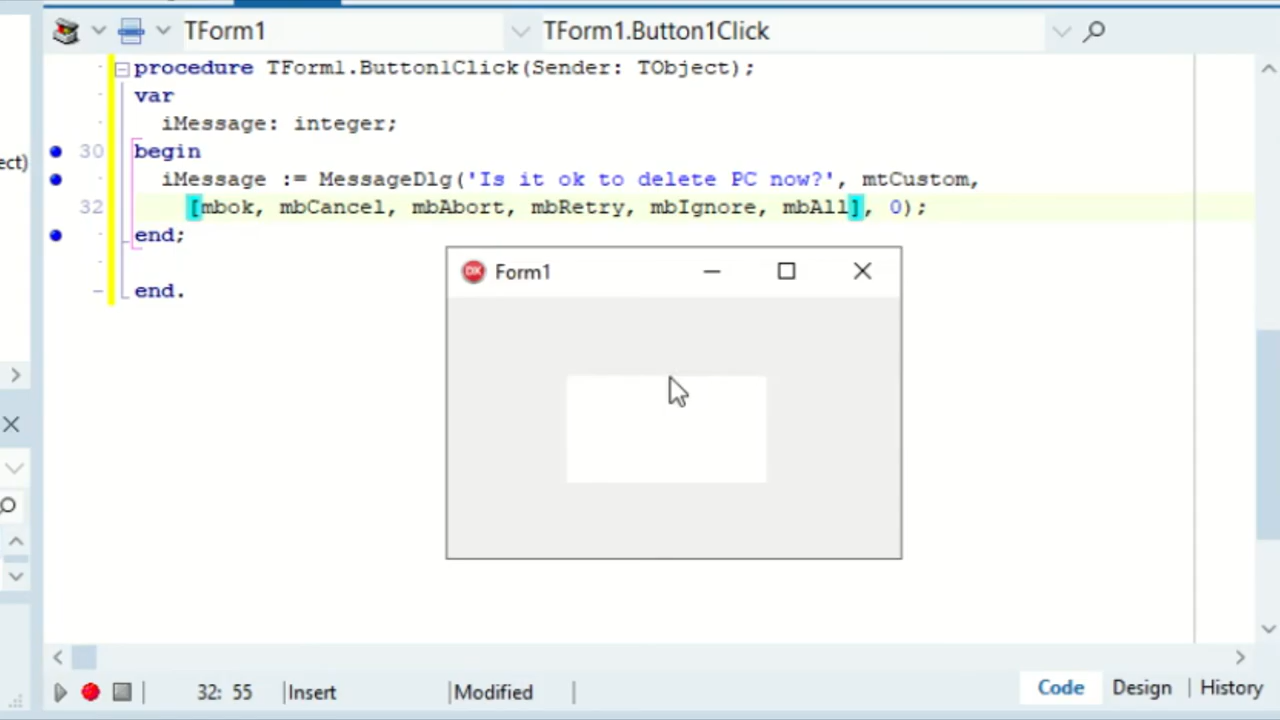 TForm1
TForm1.Button1Click
procedure TForm1.Button1Click(Sender: TObject);
var
iMessage: integer;
ect)
30 begin
iMessage := MessageDlg('Is it ok to delete PC now?', mtCustom,
32 [mbok, mbCancel, mbAbort, mbRetry, mbIgnore, mbAll], 0);
end;
DX Form1
end.
32: 55 Insert Modified
Code Design History